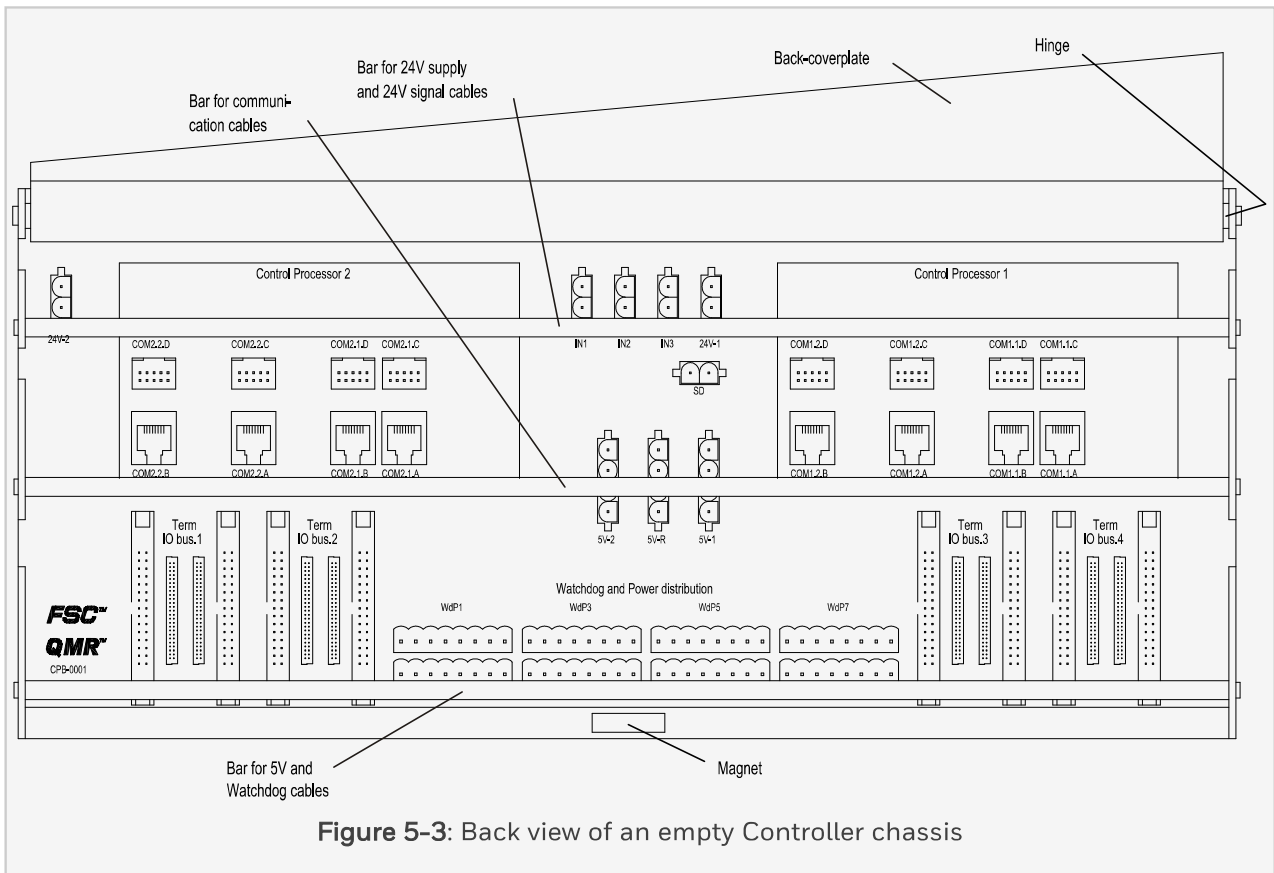 Hinge
Back-coverplate
Bar for 24V supply
and 24V signal cables
Bar for communi-
cation cables
Control Processor 2
Control Processor 1
24V-2
IN1
IN2
IN3
24V-1
COM2.2.D
COM2.2.C
COM2.1.D
COM2.1.C
COM1.2.D
COM1.2.C
COM1.1.D
COM1.1.C
SD
COM2.2.B
COM2.2.A
COM2.1.B
COM2.1.A
COM1.2.B
COM1.2.A
COM1.1.B
COM1.1.A
5V-2
5V-R
5V-1
Term
IO bus.1
Term
IO bus.2
Term
IO bus.3
Term
IO bus.4
Watchdog and Power distribution
WdP1
WdP3
WdP5
WdP7
FSC™
QMR™
CPB-0001
Bar for 5V and
Watchdog cables
Magnet
Figure 5-3: Back view of an empty Controller chassis